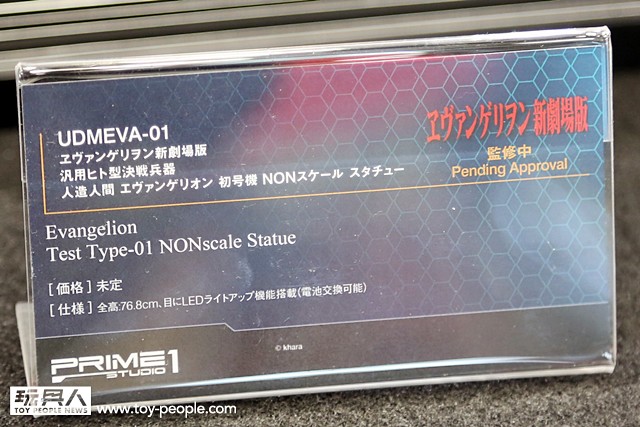 UDMEVA-01
ヱヴァンゲリヲン新劇場版
汎用ヒト型決戦兵器
人造人間 エヴァンゲリオン 初号機 NONスケール スタチュー
ヱヴァンゲリヲン新劇場版
監修中
Pending Approval
Evangelion
Test Type-01 NONscale Statue
[価格] 未定
[仕様] 全高:76.8cm、目にLEDライトアップ機能搭載(電池交換可能)
© khara
PRIME1
STUDIO
玩具人
TOY PEOPLE NEWS
www.toy-people.com